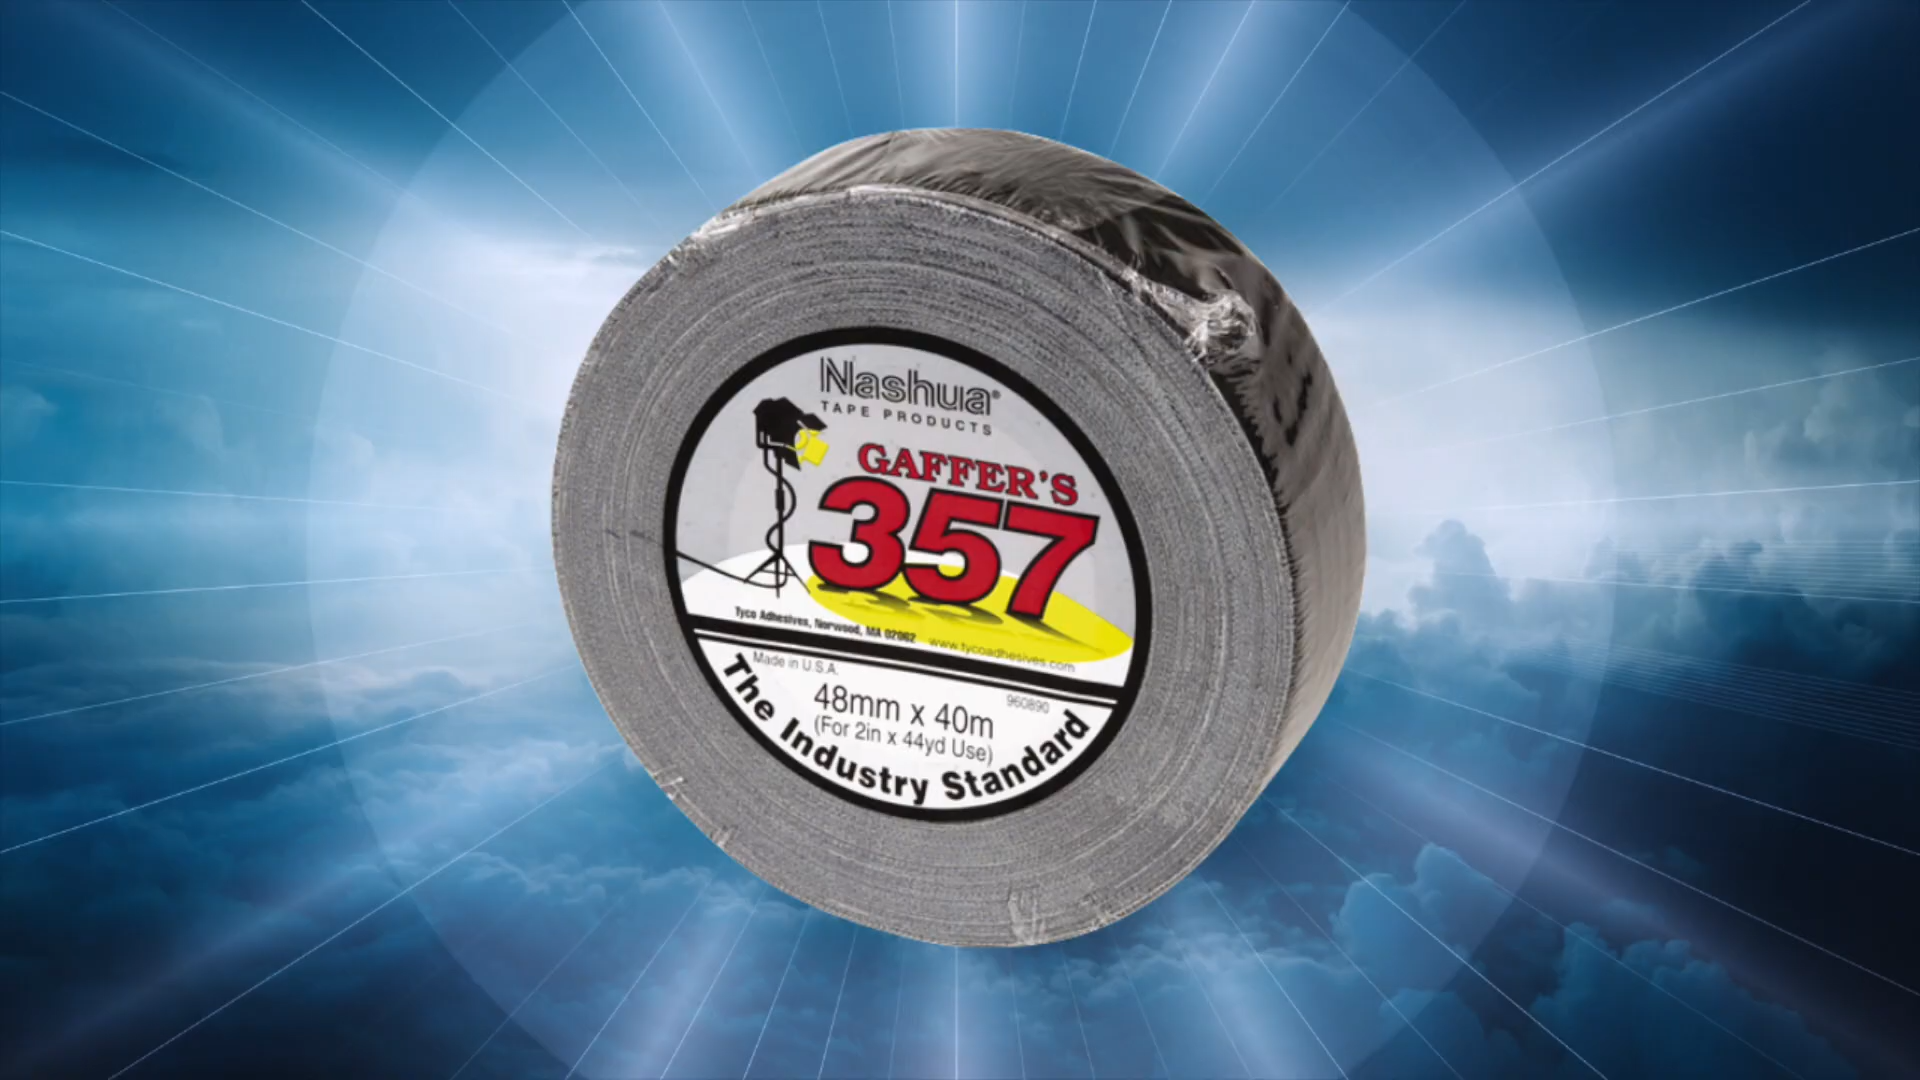 Nashua®
TAPE PRODUCTS
GAFFER'S
357
Tyco Adhesives, Norwood, MA 02062 www.tycoadhesives.com
Made in U.S.A.
960890
48mm x 40m
(For 2in x 44yd Use)
The Industry Standard